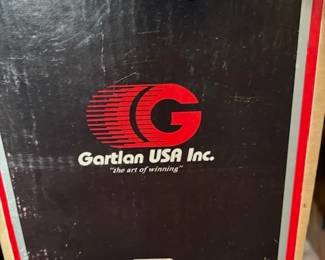 G
Gartlan USA Inc.
"the art of winning"